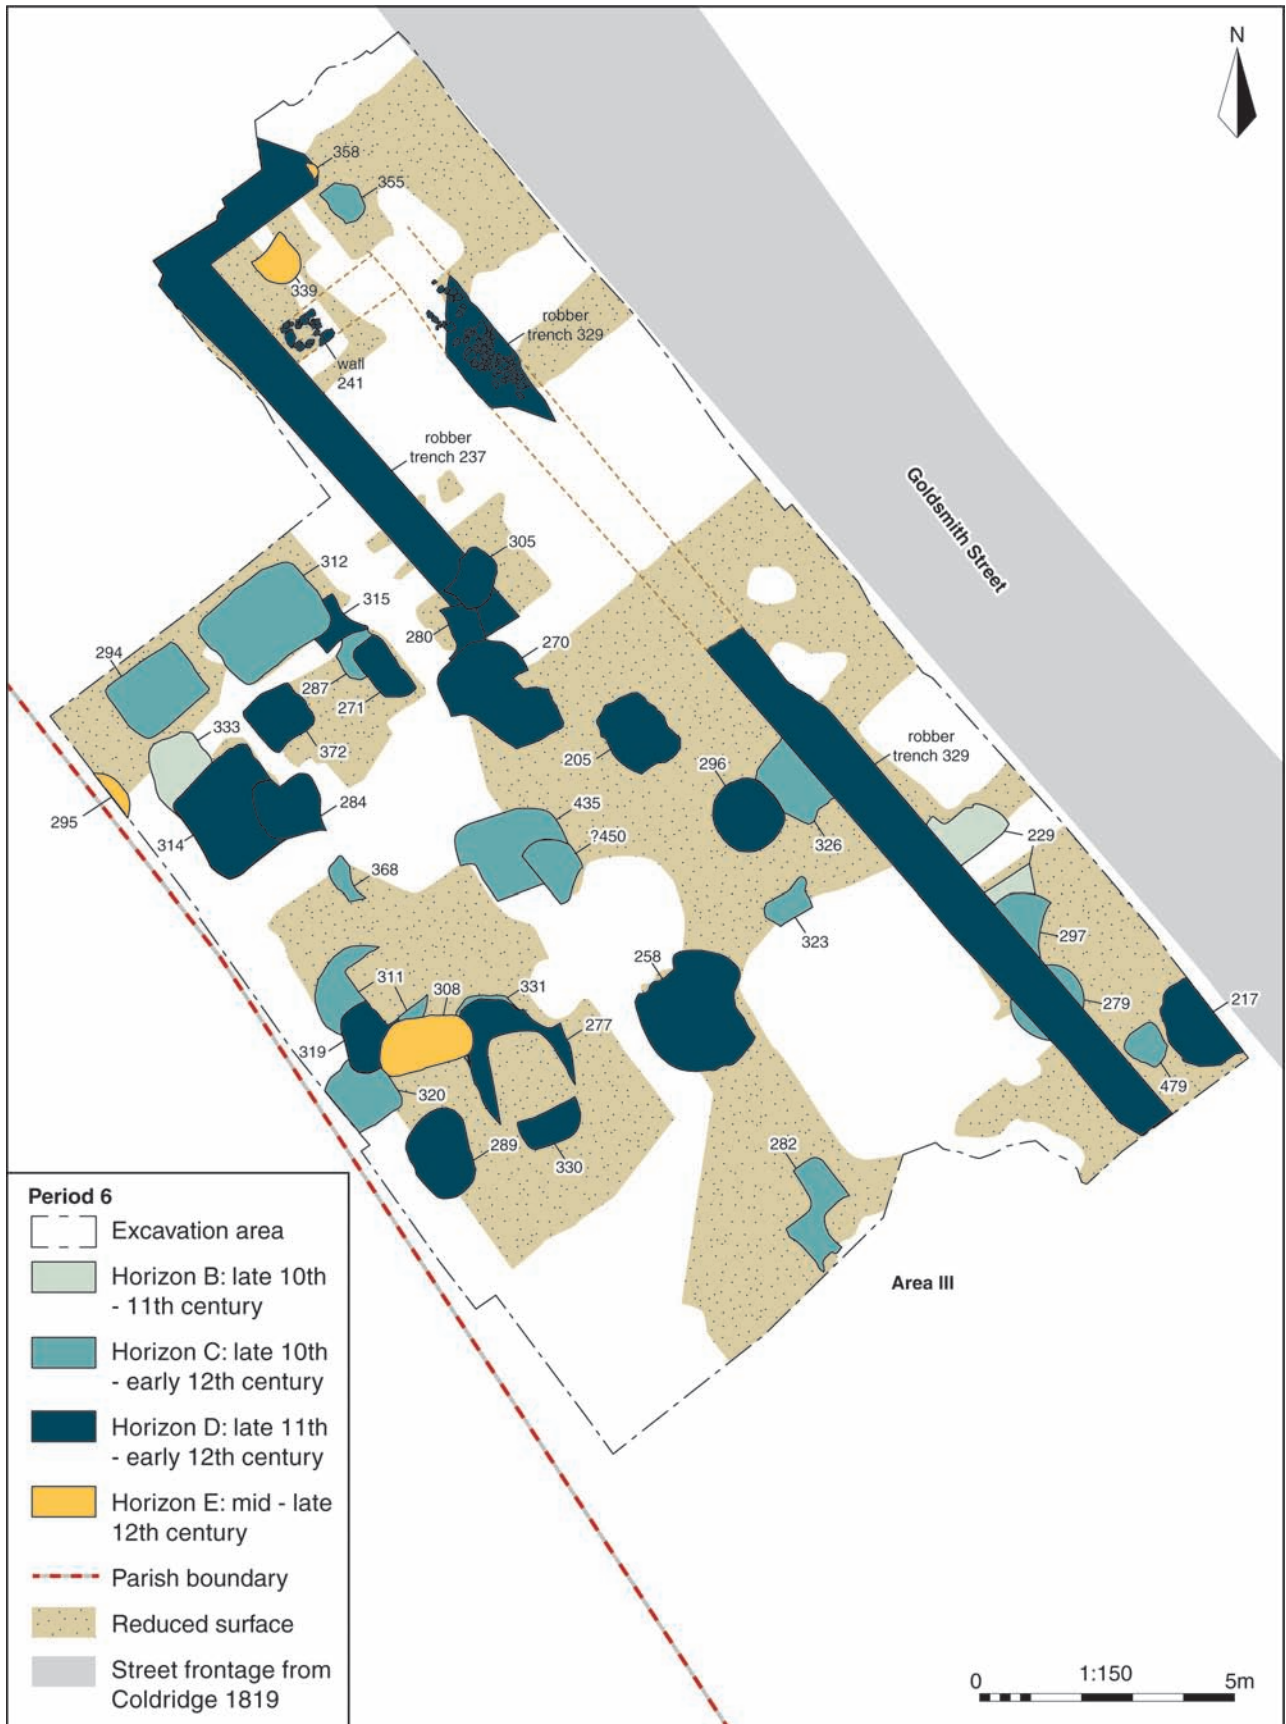 N
358
355
339
wall
241
robber
trench 329
robber
trench 237
Goldsmith Street
305
312
315
280
270
294
287
271
333
372
205
296
robber
trench 329
284
435
295
314
?450
326
229
368
323
297
258
311
308
331
279
217
277
319
479
320
289
330
282
Area III
Period 6
Excavation area
Horizon B: late 10th
- 11th century
Horizon C: late 10th
- early 12th century
Horizon D: late 11th
- early 12th century
Horizon E: mid - late
12th century
Parish boundary
Reduced surface
Street frontage from
Coldridge 1819
0 1:150 5m